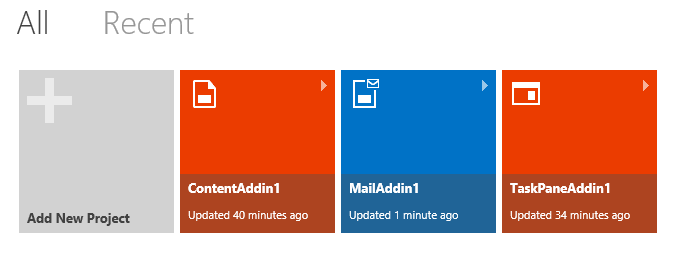 All Recent
Add New Project
ContentAddin1
Updated 40 minutes ago
MailAddin1
Updated 1 minute ago
TaskPaneAddin1
Updated 34 minutes ago